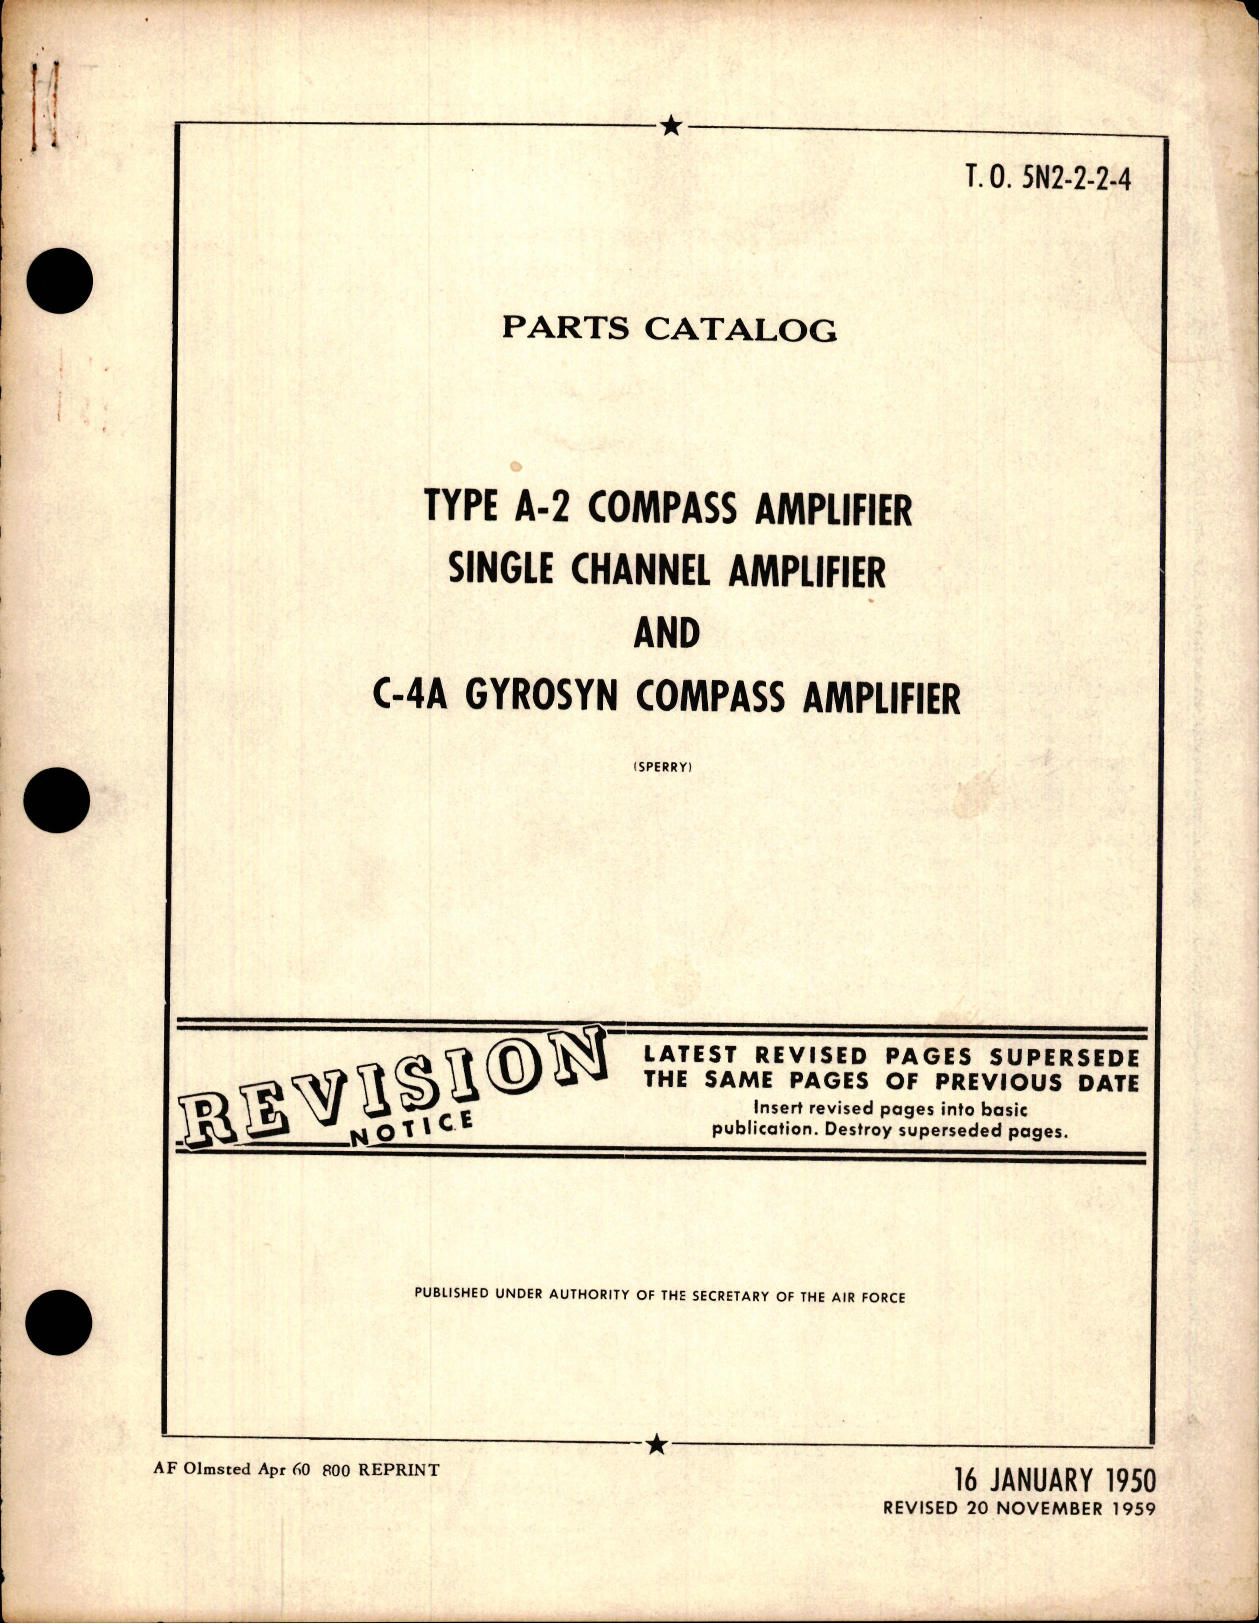 T. O. 5N2-2-2-4
PARTS CATALOG
TYPE A-2 COMPASS AMPLIFIER
SINGLE CHANNEL AMPLIFIER
AND
C-4A GYROSYN COMPASS AMPLIFIER
(SPERRY)
REVISION
NOTICE
LATEST REVISED PAGES SUPERSEDE
THE SAME PAGES OF PREVIOUS DATE
Insert revised pages into basic
publication. Destroy superseded pages.
PUBLISHED UNDER AUTHORITY OF THE SECRETARY OF THE AIR FORCE
AF Olmsted Apr 60 800 REPRINT
16 JANUARY 1950
REVISED 20 NOVEMBER 1959